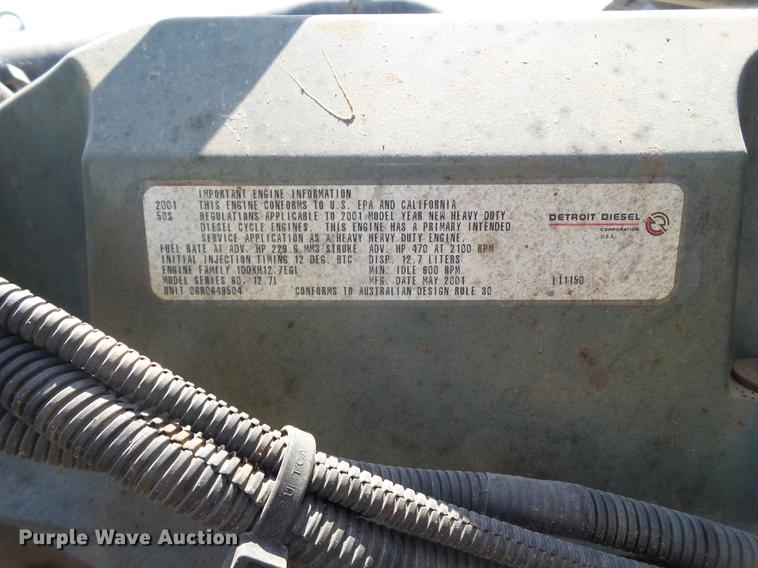 IMPORTANT ENGINE INFORMATION
2001 THIS ENGINE CONFORMS TO U.S. EPA AND CALIFORNIA
50S REGULATIONS APPLICABLE TO 2001 MODEL YEAR NEW HEAVY DUTY
DIESEL CYCLE ENGINES. THIS ENGINE HAS A PRIMARY INTENDED
SERVICE APPLICATION AS A HEAVY HEAVY DUTY ENGINE.
FUEL RATE AT ADV. HP 229.6 MM3/STROKE ADV. HP 470 AT 2100 RPM
INITIAL INJECTION TIMING 12 DEG. BTC DISP. 12.7 LITERS
ENGINE FAMILY 1DDXH12.7EGL MIN. IDLE 600 RPM
MODEL SERIES 60, 12.7L MFG. DATE MAY 2001
UNIT 06R0649504 CONFORMS TO AUSTRALIAN DESIGN RULE 30
DETROIT DIESEL
CORPORATION
U.S.A.
L11150
Purple Wave Auction